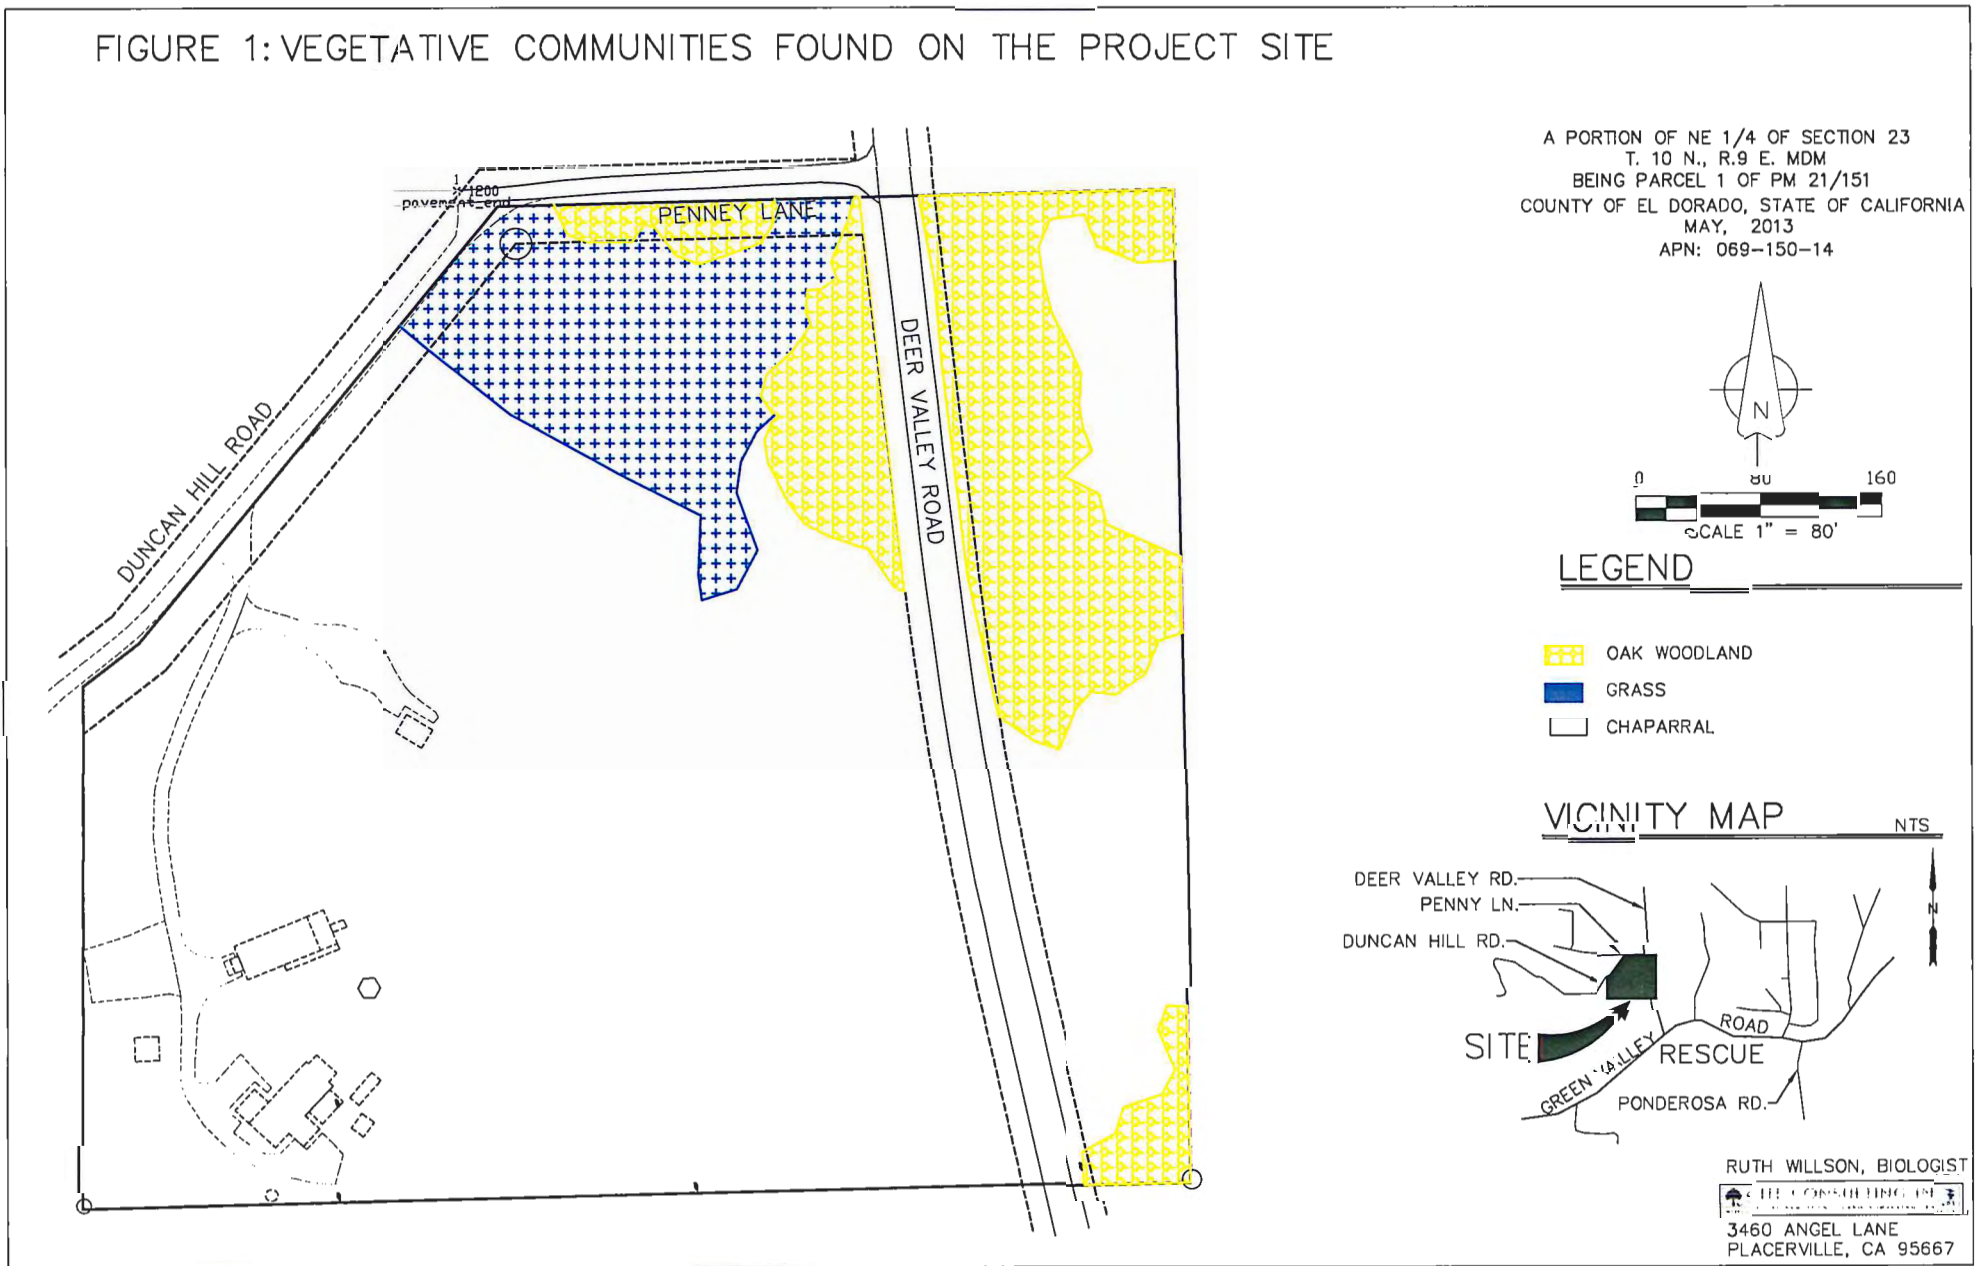 FIGURE 1: VEGETATIVE COMMUNITIES FOUND ON THE PROJECT SITE
A PORTION OF NE 1/4 OF SECTION 23
T. 10 N., R.9 E. MDM
BEING PARCEL 1 OF PM 21/151
COUNTY OF EL DORADO, STATE OF CALIFORNIA
MAY, 2013
APN: 069-150-14
1
1200
pavement_end
PENNEY LANE
DEER VALLEY ROAD
DUNCAN HILL ROAD
N
0 80 160
SCALE 1" = 80'
LEGEND
OAK WOODLAND
GRASS
CHAPARRAL
VICINITY MAP NTS
DEER VALLEY RD.
PENNY LN.
DUNCAN HILL RD.
N
SITE
GREEN VALLEY ROAD
RESCUE
PONDEROSA RD.
RUTH WILLSON, BIOLOGIST
CONSULTING
3460 ANGEL LANE
PLACERVILLE, CA 95667